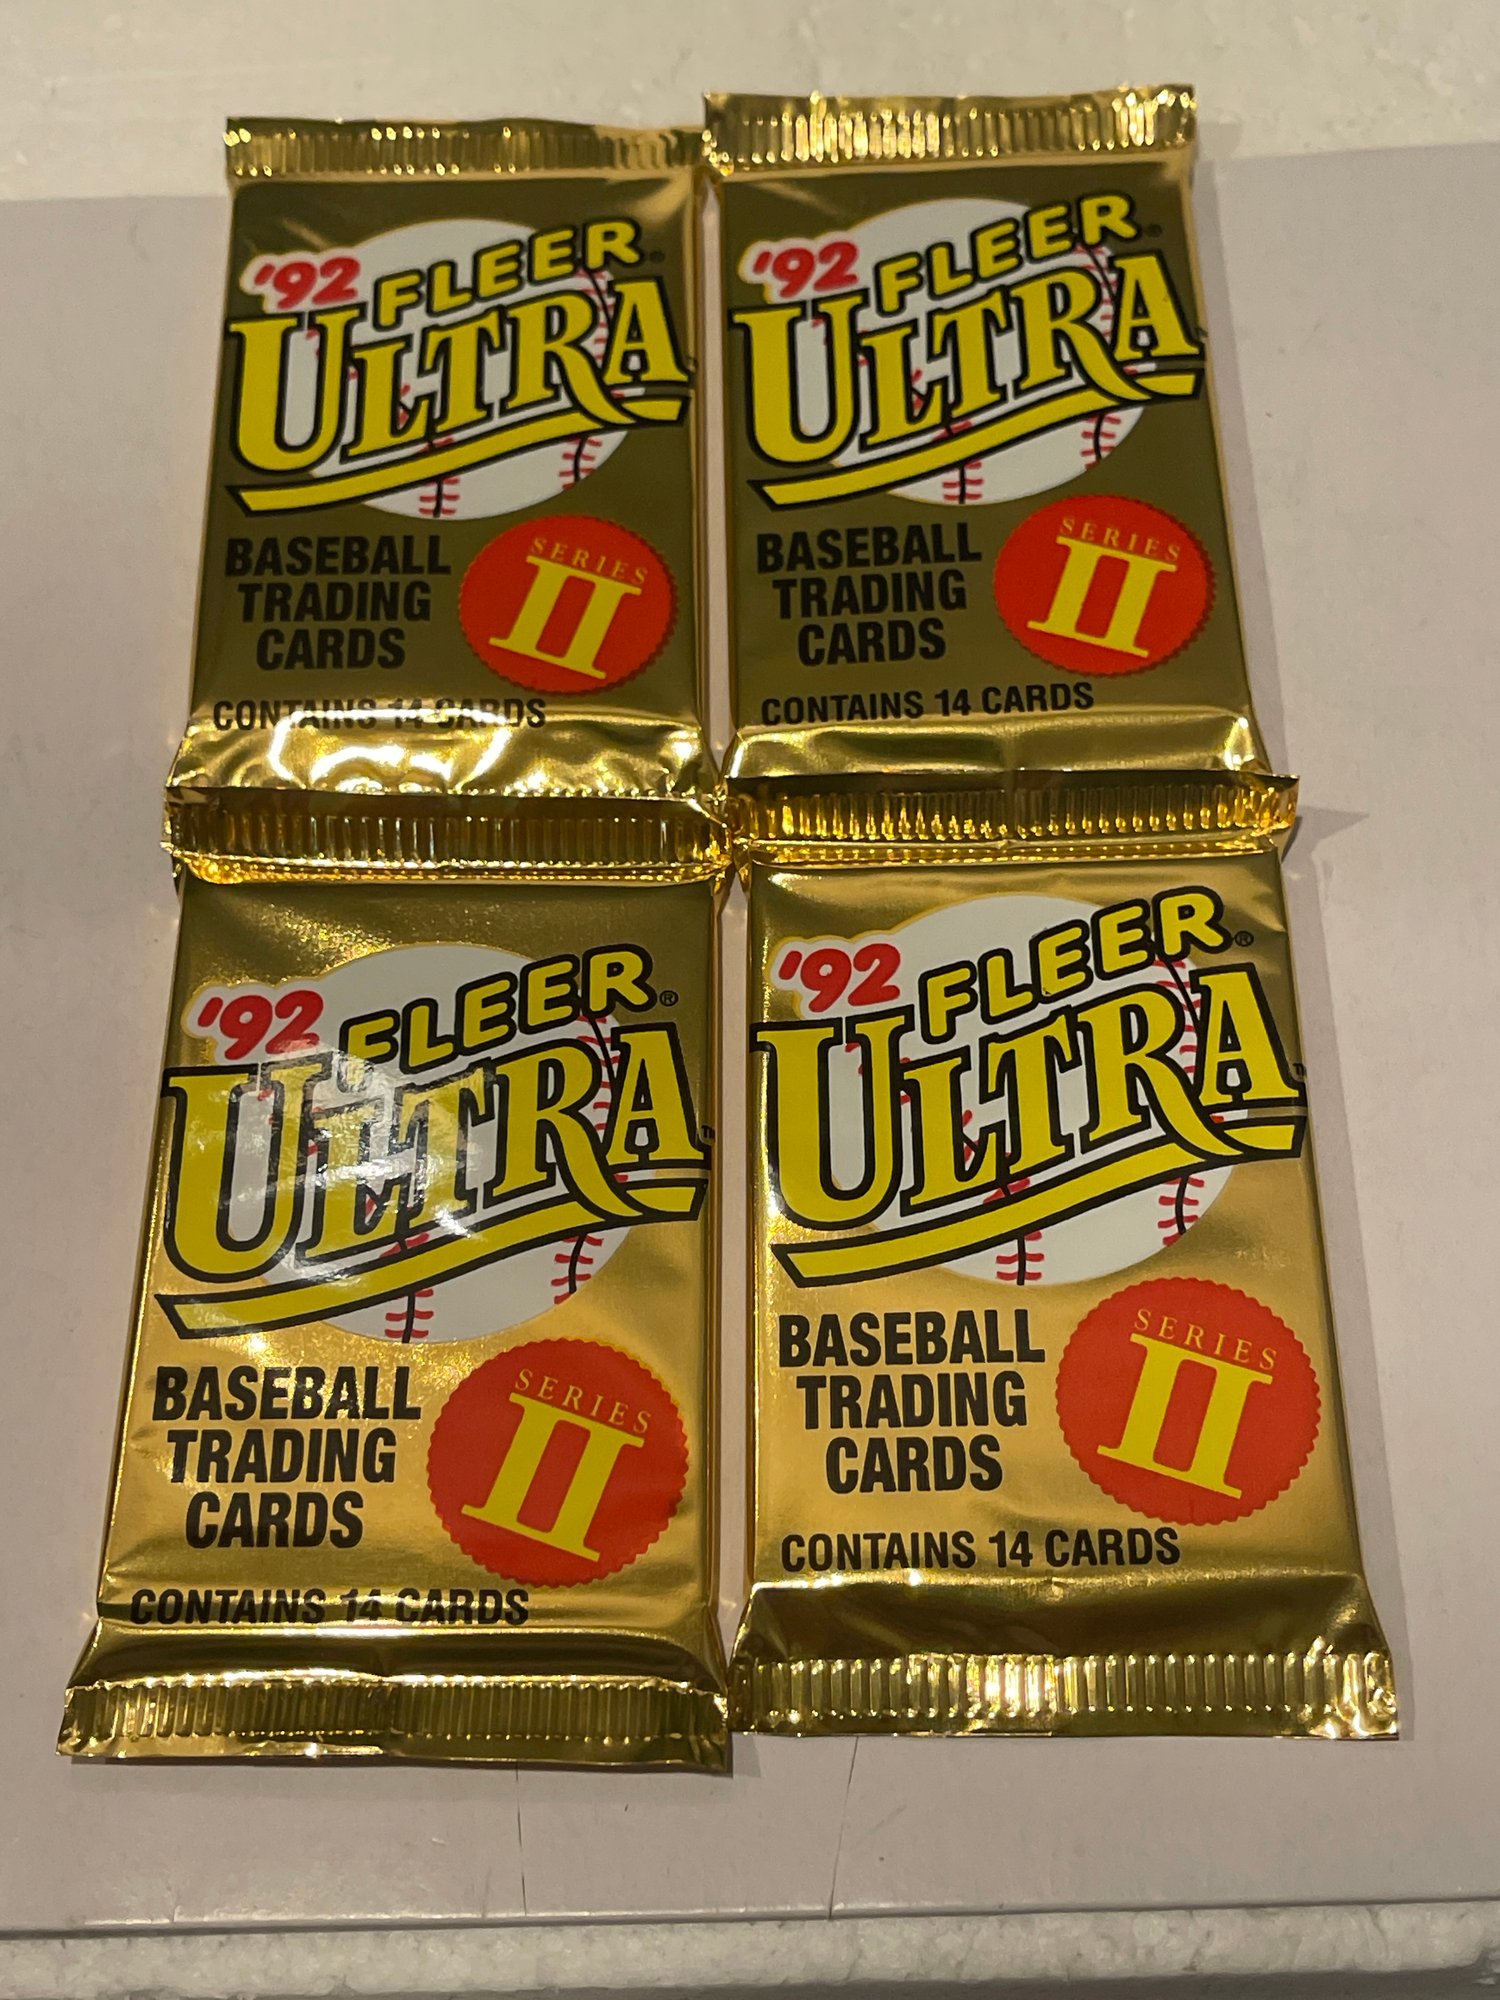 '92 FLEER
ULTRA
BASEBALL
TRADING
CARDS
SERIES
II
CONTAINS 14 CARDS
'92 FLEER
ULTRA
BASEBALL
TRADING
CARDS
SERIES
II
CONTAINS 14 CARDS
'92 FLEER®
ULTRA™
BASEBALL
TRADING
CARDS
SERIES
II
CONTAINS 14 CARDS
'92 FLEER®
ULTRA™
BASEBALL
TRADING
CARDS
SERIES
II
CONTAINS 14 CARDS